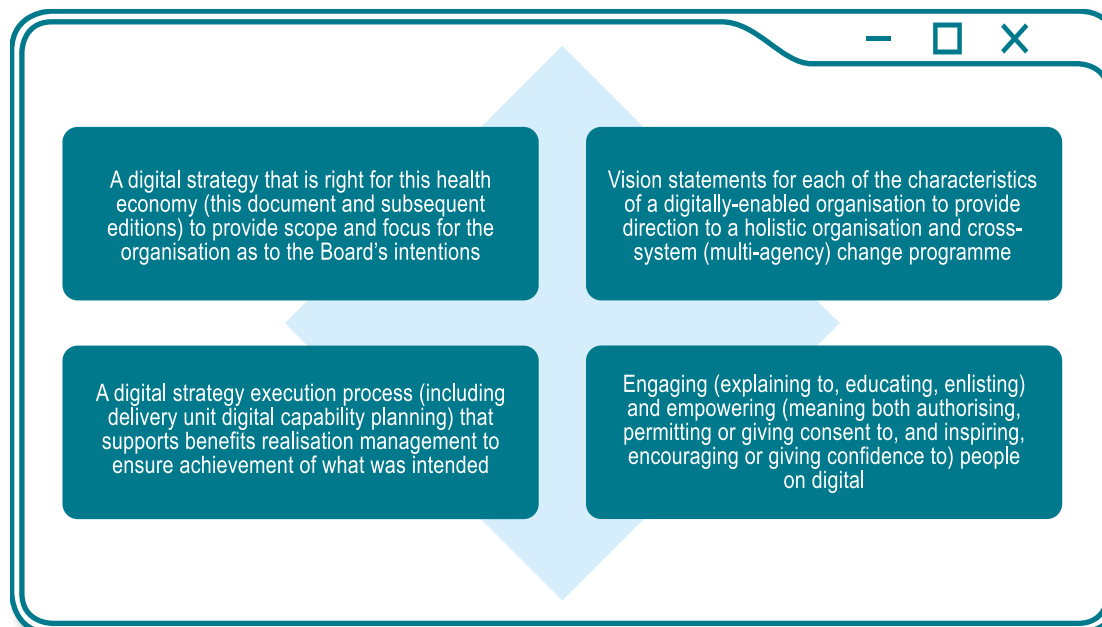 A digital strategy that is right for this health
economy (this document and subsequent
editions) to provide scope and focus for the
organisation as to the Board’s intentions
Vision statements for each of the characteristics
of a digitally-enabled organisation to provide
direction to a holistic organisation and cross-
system (multi-agency) change programme
A digital strategy execution process (including
delivery unit digital capability planning) that
supports benefits realisation management to
ensure achievement of what was intended
Engaging (explaining to, educating, enlisting)
and empowering (meaning both authorising,
permitting or giving consent to, and inspiring,
encouraging or giving confidence to) people
on digital